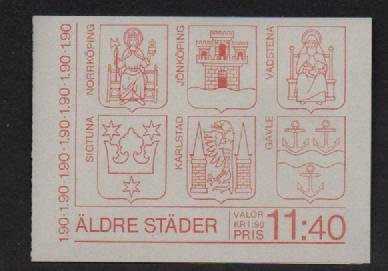 1.90·1.90·1.90·1.90·1.90·1.90·1.90·1.90
NORRKÖPING
JÖNKÖPING
VADSTENA
SIGTUNA
KARLSTAD
GÄVLE
ÄLDRE STÄDER
VALÖR
KR 1:90
PRIS
11:40